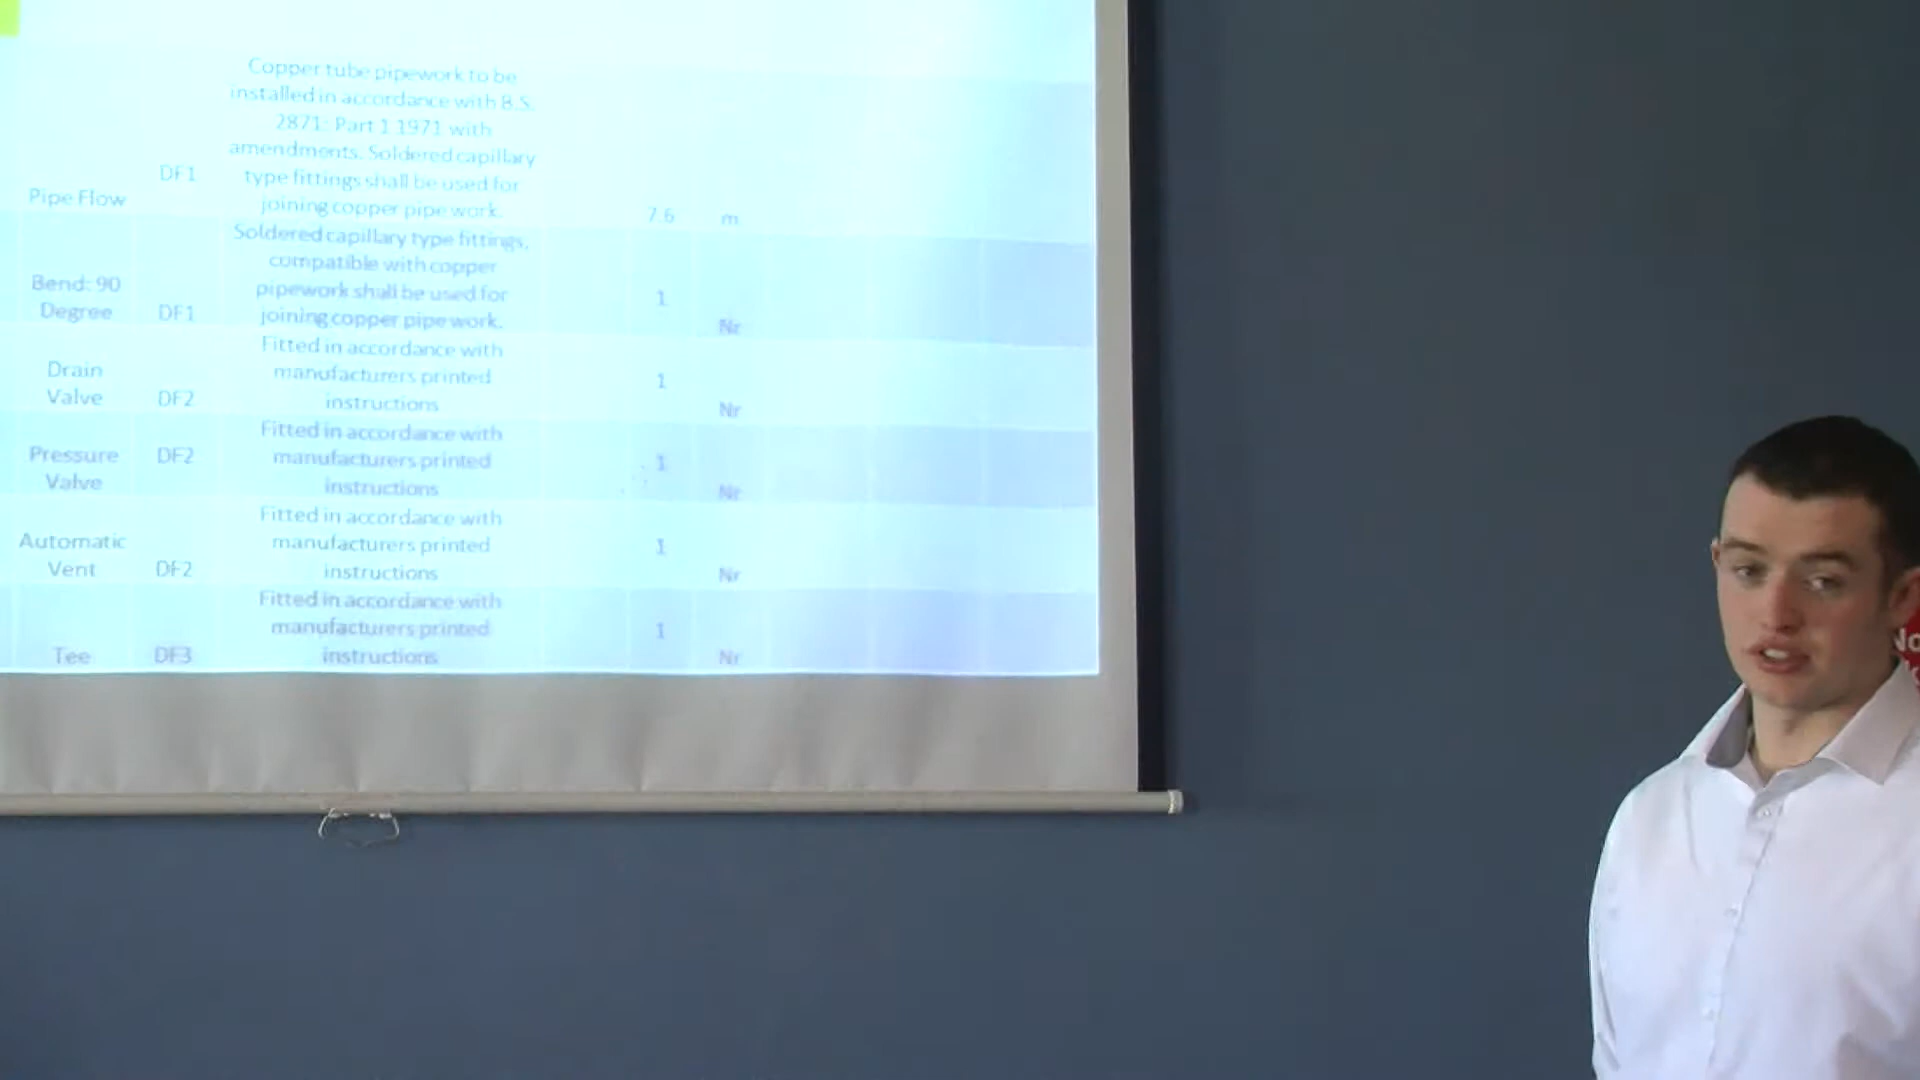 Copper tube pipework to be
installed in accordance with B.S.
2871: Part 1 1971 with
amendments. Soldered capillary
type fittings shall be used for
joining copper pipe work.
Pipe Flow
DF1
7.6
m
Soldered capillary type fittings,
compatible with copper
pipework shall be used for
joining copper pipe work.
Bend: 90
Degree
DF1
1
Nr
Fitted in accordance with
manufacturers printed
instructions
Drain
Valve
DF2
1
Nr
Fitted in accordance with
manufacturers printed
instructions
Pressure
Valve
DF2
1
Nr
Fitted in accordance with
manufacturers printed
instructions
Automatic
Vent
DF2
1
Nr
Fitted in accordance with
manufacturers printed
instructions
Tee
DF3
1
Nr
No